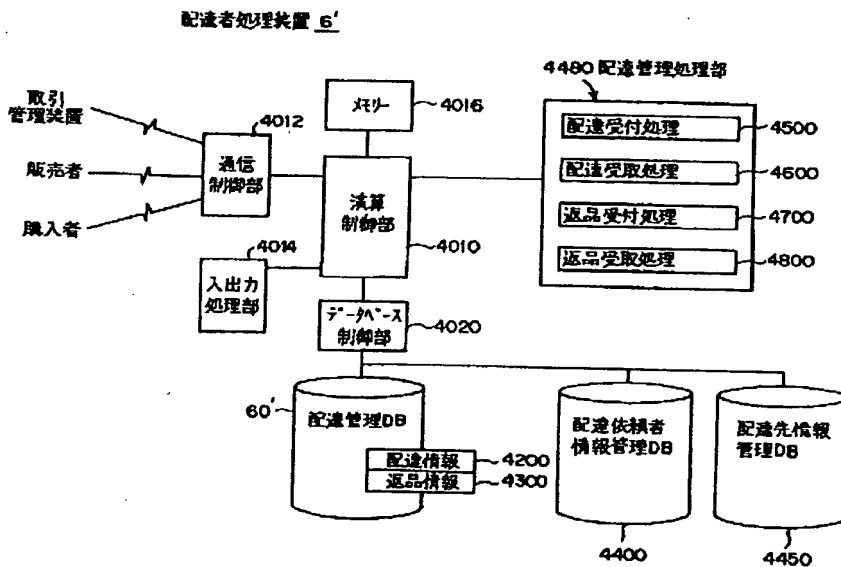 配達者処理装置 6'
4480 配達管理処理部
取引
管理装置
販売者
購入者
4012
通信
制御部
メモリー
4016
演算
制御部
4010
4014
入出力
処理部
データベース
制御部
4020
配達受付処理
4500
配達受取処理
4600
返品受付処理
4700
返品受取処理
4800
60'
配達管理DB
配達情報
4200
返品情報
4300
配達依頼者
情報管理DB
4400
配達先情報
管理DB
4450